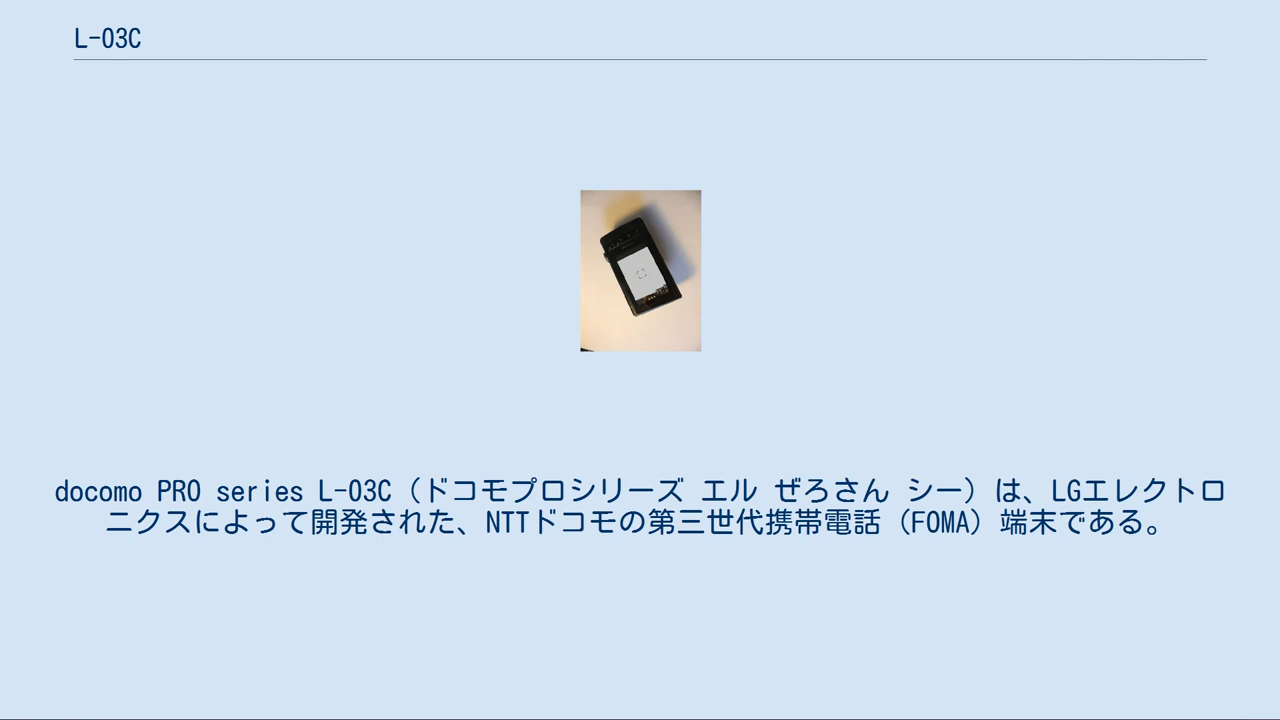 L-03C
docomo PRO series L-03C（ドコモプロシリーズ エル ぜろさん シー）は、LGエレクトロ
ニクスによって開発された、NTTドコモの第三世代携帯電話（FOMA）端末である。